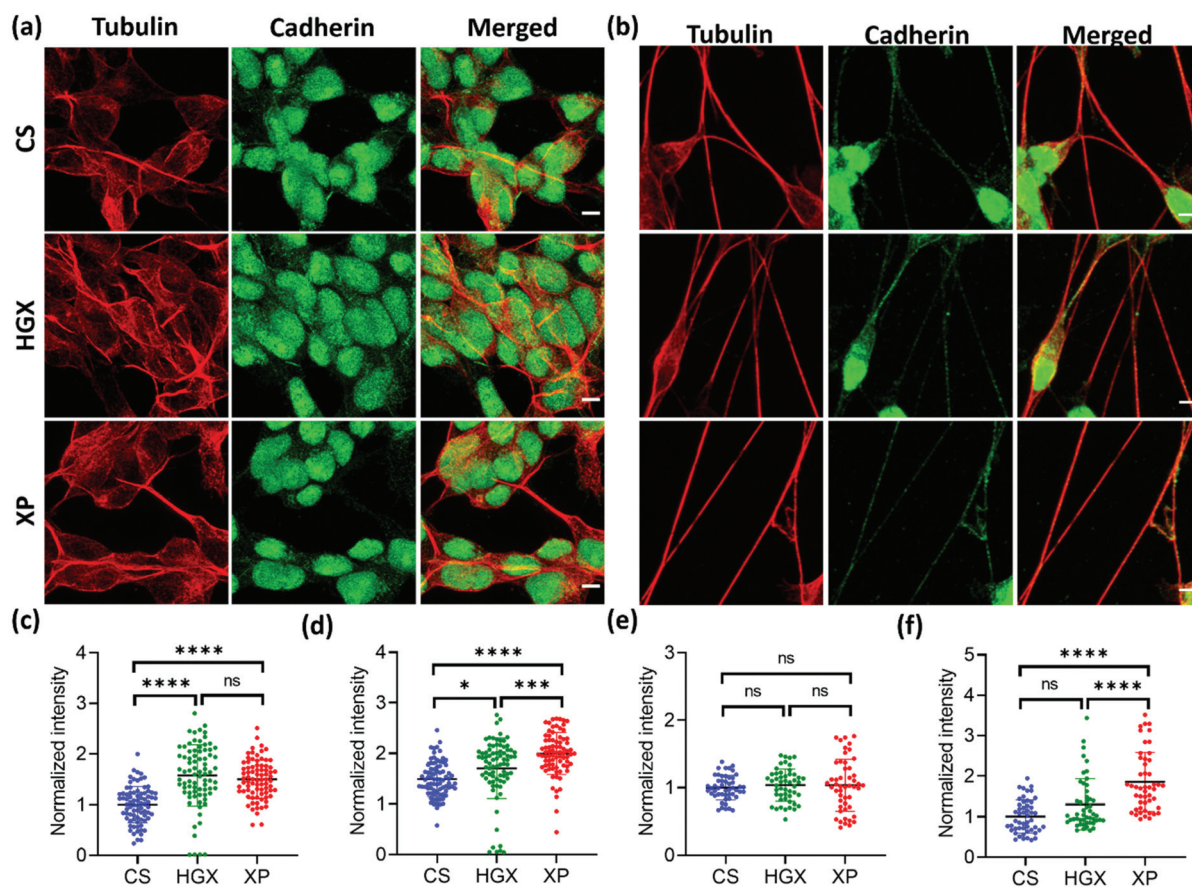 (a) Tubulin Cadherin Merged
(b) Tubulin Cadherin Merged
CS
HGX
XP
(c)
4
3
2
1
0
Normalized intensity
****
****
ns
CS HGX XP
(d)
4
3
2
1
0
Normalized intensity
****
*
***
CS HGX XP
(e)
3
2
1
0
Normalized intensity
ns
ns
ns
CS HGX XP
(f)
5
4
3
2
1
0
Normalized intensity
****
ns
****
CS HGX XP